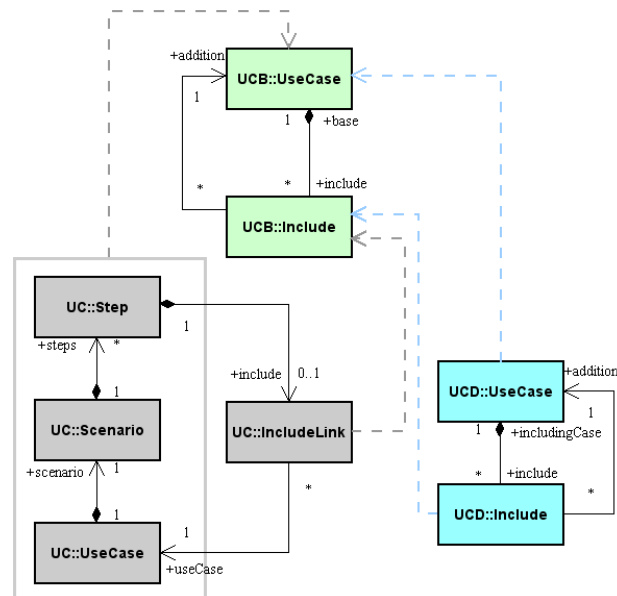 +addition
UCB::UseCase
1
1
+base
*
*
+include
UCB::Include
UC::Step
1
+steps
*
+include
0..1
+addition
UCD::UseCase
1
1
UC::Scenario
UC::IncludeLink
1
+includingCase
+scenario
1
*
+include
*
*
UCD::Include
1
1
UC::UseCase
+useCase